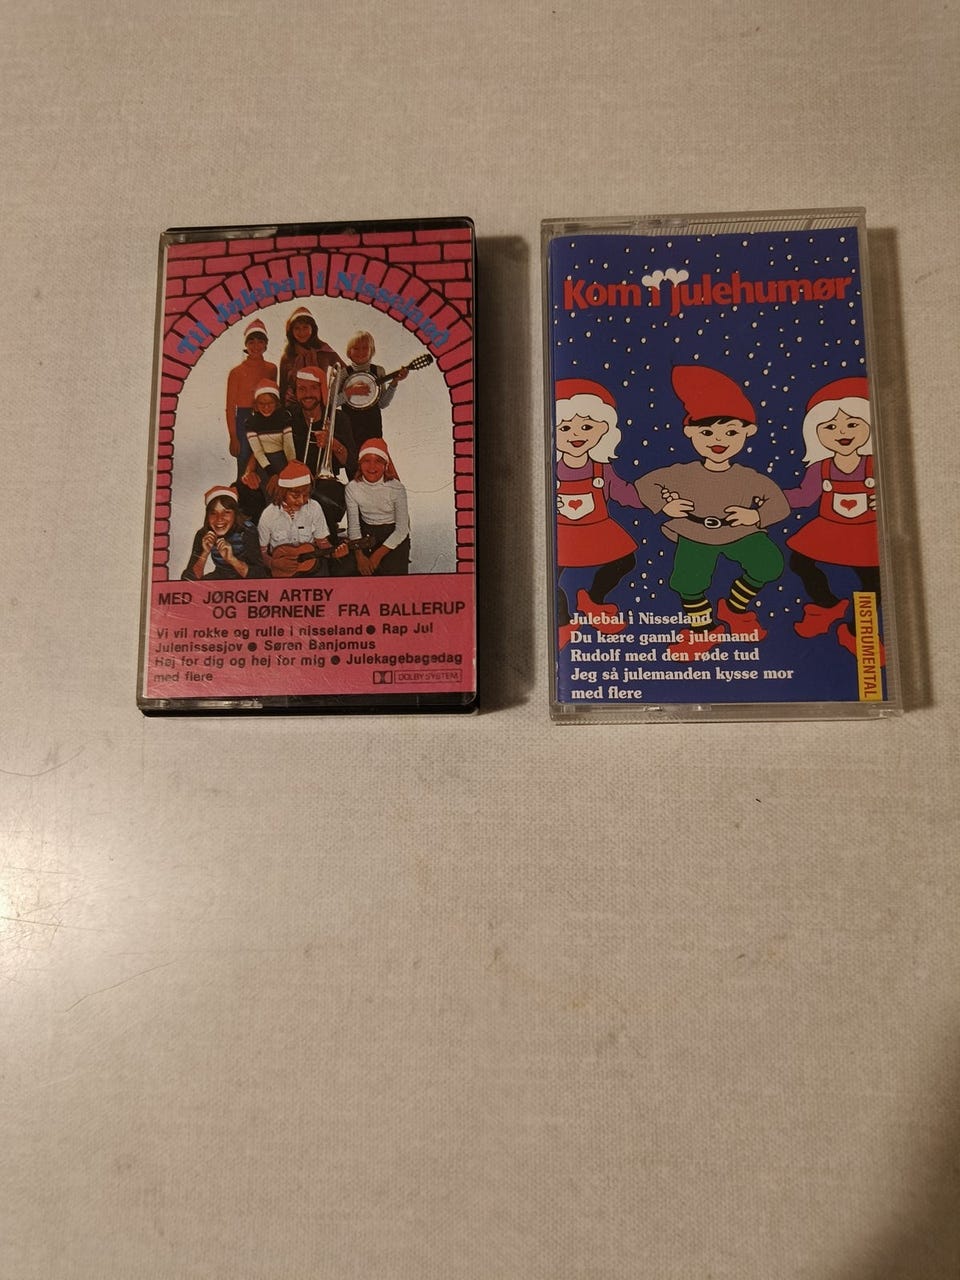 Til Julebal i Nisseland
MED JØRGEN ARTBY
OG BØRNENE FRA BALLERUP
Vi vil rokke og rulle i nisseland ● Rap Jul
Julenissesjov ● Søren Banjomus
Hej for dig og hej for mig ● Julekagebagedag
med flere
DOLBY SYSTEM
Kom i julehumør
Julebal i Nisseland
Du kære gamle julemand
Rudolf med den røde tud
Jeg så julemanden kysse mor
med flere
INSTRUMENTAL